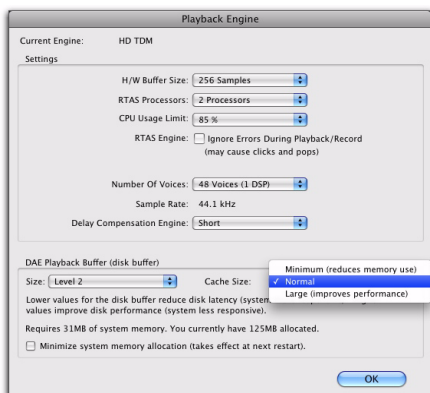 Playback Engine
Current Engine: HD TDM
Settings
H/W Buffer Size: 256 Samples
RTAS Processors: 2 Processors
CPU Usage Limit: 85 %
RTAS Engine: Ignore Errors During Playback/Record
(may cause clicks and pops)
Number Of Voices: 48 Voices (1 DSP)
Sample Rate: 44.1 kHz
Delay Compensation Engine: Short
DAE Playback Buffer (disk buffer)
Minimum (reduces memory use)
Size: Level 2 Cache Size: ✓ Normal
Large (improves performance)
Lower values for the disk buffer reduce disk latency (system
values improve disk performance (system less responsive).
Requires 31MB of system memory. You currently have 125MB allocated.
Minimize system memory allocation (takes effect at next restart).
OK